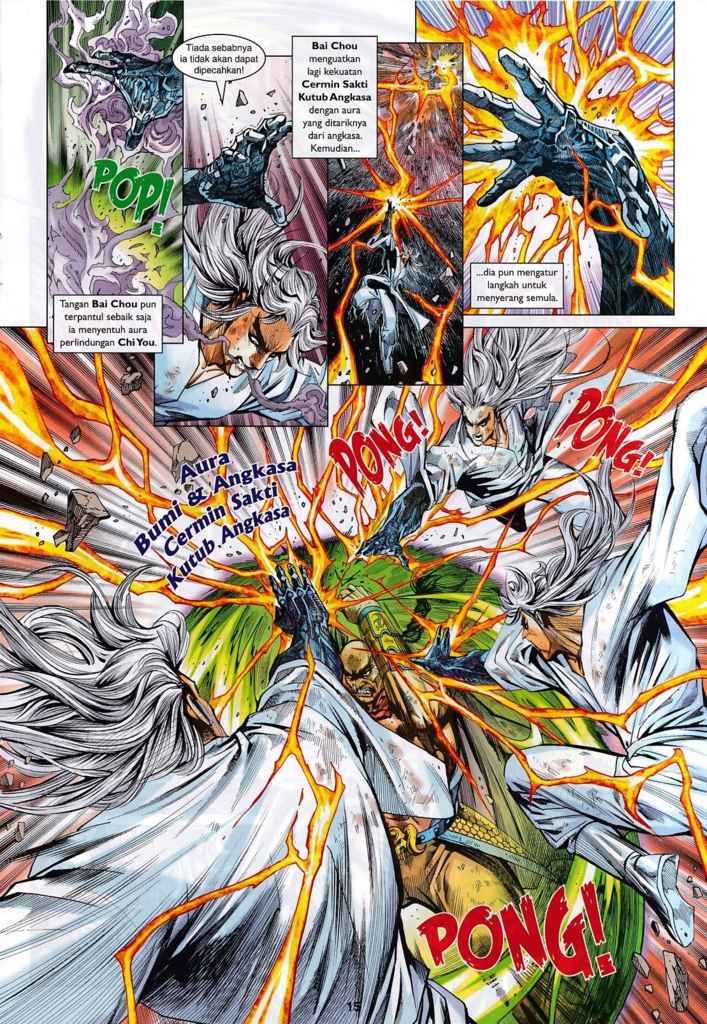 POP!
Tangan Bai Chou pun
terpantul sebaik saja
ia menyentuh aura
perlindungan Chi You.
Tiada sebabnya
ia tidak akan dapat
dipecahkan!
Bai Chou
menguatkan
lagi kekuatan
Cermin Sakti
Kutub Angkasa
dengan aura
yang ditariknya
dari angkasa.
Kemudian...
...dia pun mengatur
langkah untuk
menyerang semula.
Aura
Bumi & Angkasa
Cermin Sakti
Kutub Angkasa
PONG!
PONG!
PONG!
15